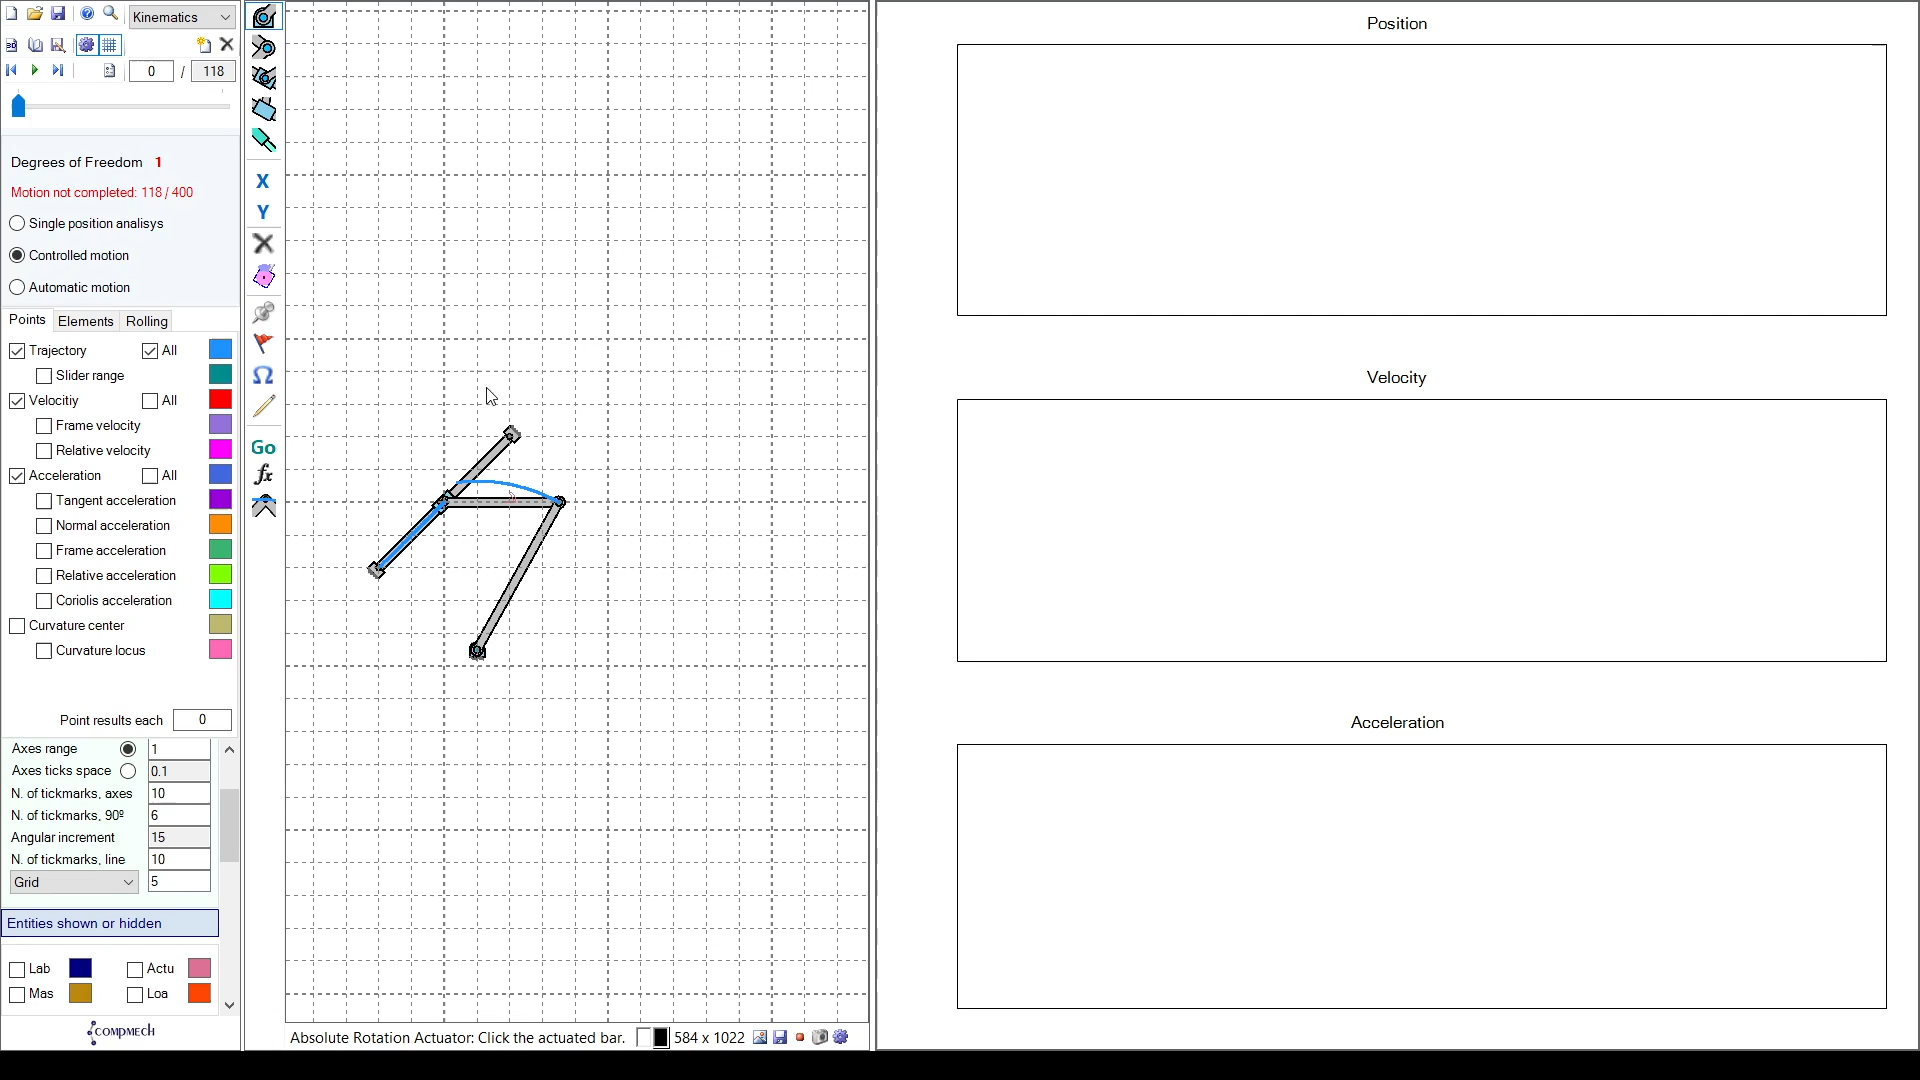 Kinematics
0 / 118
Degrees of Freedom 1
Motion not completed: 118 / 400
Single position analisys
Controlled motion
Automatic motion
Points Elements Rolling
Trajectory All
Slider range
Velocitiy All
Frame velocity
Relative velocity
Acceleration All
Tangent acceleration
Normal acceleration
Frame acceleration
Relative acceleration
Coriolis acceleration
Curvature center
Curvature locus
Point results each 0
Axes range 1
Axes ticks space 0.1
N. of tickmarks, axes 10
N. of tickmarks, 90º 6
Angular increment 15
N. of tickmarks, line 10
Grid 5
Entities shown or hidden
Lab Actu
Mas Loa
COMPMECH
3D
X
Y
Ω
Go
fx
Absolute Rotation Actuator: Click the actuated bar. 584 x 1022
Position
Velocity
Acceleration